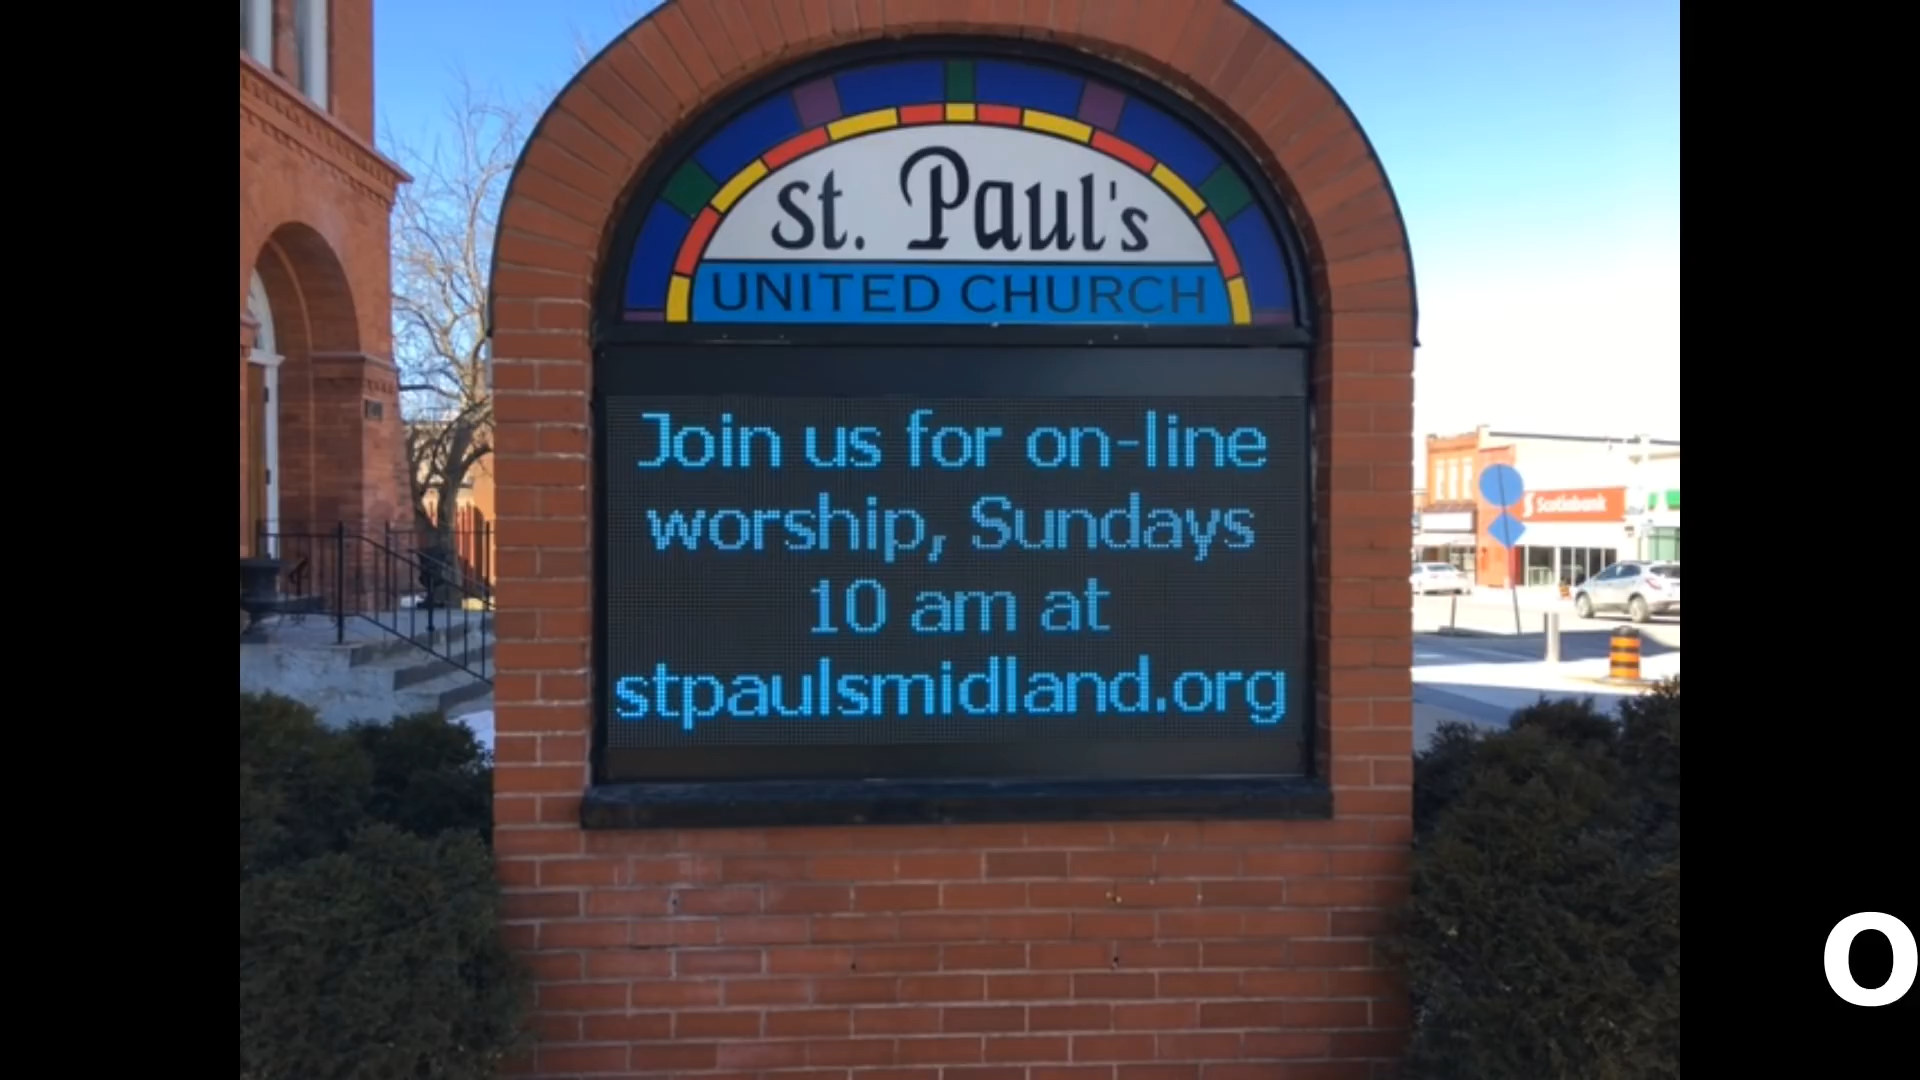 St. Paul's
UNITED CHURCH
Join us for on-line
worship, Sundays
10 am at
stpaulsmidland.org
Scotiabank
o